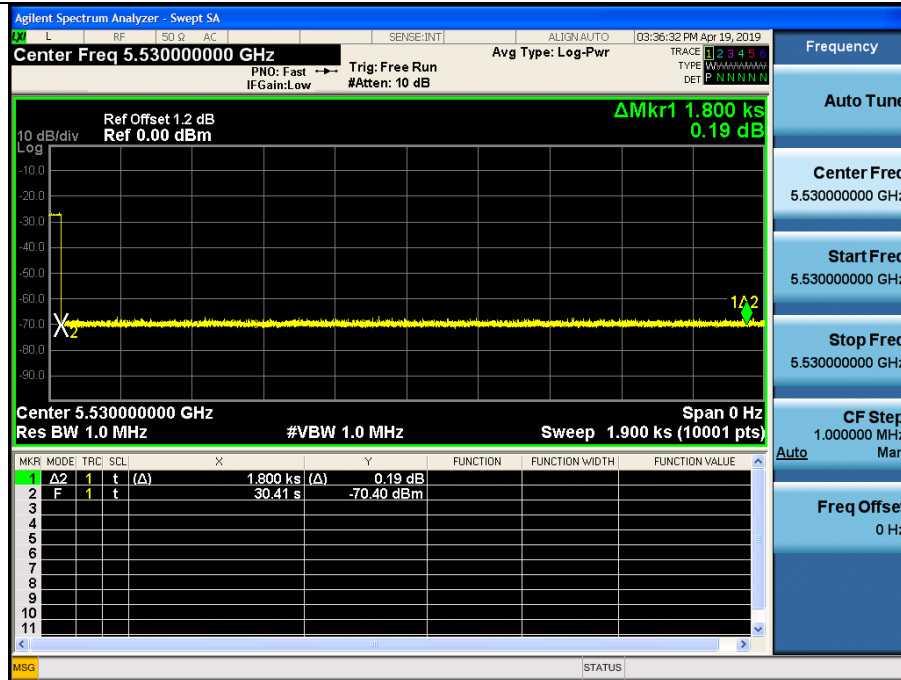 Agilent Spectrum Analyzer - Swept SA
LXI L RF 50 Ω AC SENSE:INT ALIGN AUTO 03:36:32 PM Apr 19, 2019
Center Freq 5.530000000 GHz
PNO: Fast
IFGain:Low
Trig: Free Run
#Atten: 10 dB
Avg Type: Log-Pwr
TRACE 1 2 3 4 5 6
TYPE WWWWWW
DET P N N N N N
Frequency
ΔMkr1 1.800 ks
0.19 dB
Ref Offset 1.2 dB
10 dB/div Ref 0.00 dBm
Log
-10.0
-20.0
-30.0
-40.0
-50.0
-60.0
-70.0
-80.0
-90.0
1Δ2
2
Center 5.530000000 GHz Span 0 Hz
Res BW 1.0 MHz #VBW 1.0 MHz Sweep 1.900 ks (10001 pts)
MKR MODE TRC SCL X Y FUNCTION FUNCTION WIDTH FUNCTION VALUE
1 Δ2 1 t (Δ) 1.800 ks (Δ) 0.19 dB
2 F 1 t 30.41 s -70.40 dBm
3
4
5
6
7
8
9
10
11
MSG STATUS
Auto Tune
Center Freq
5.530000000 GHz
Start Freq
5.530000000 GHz
Stop Freq
5.530000000 GHz
CF Step
1.000000 MHz
Auto Man
Freq Offset
0 Hz